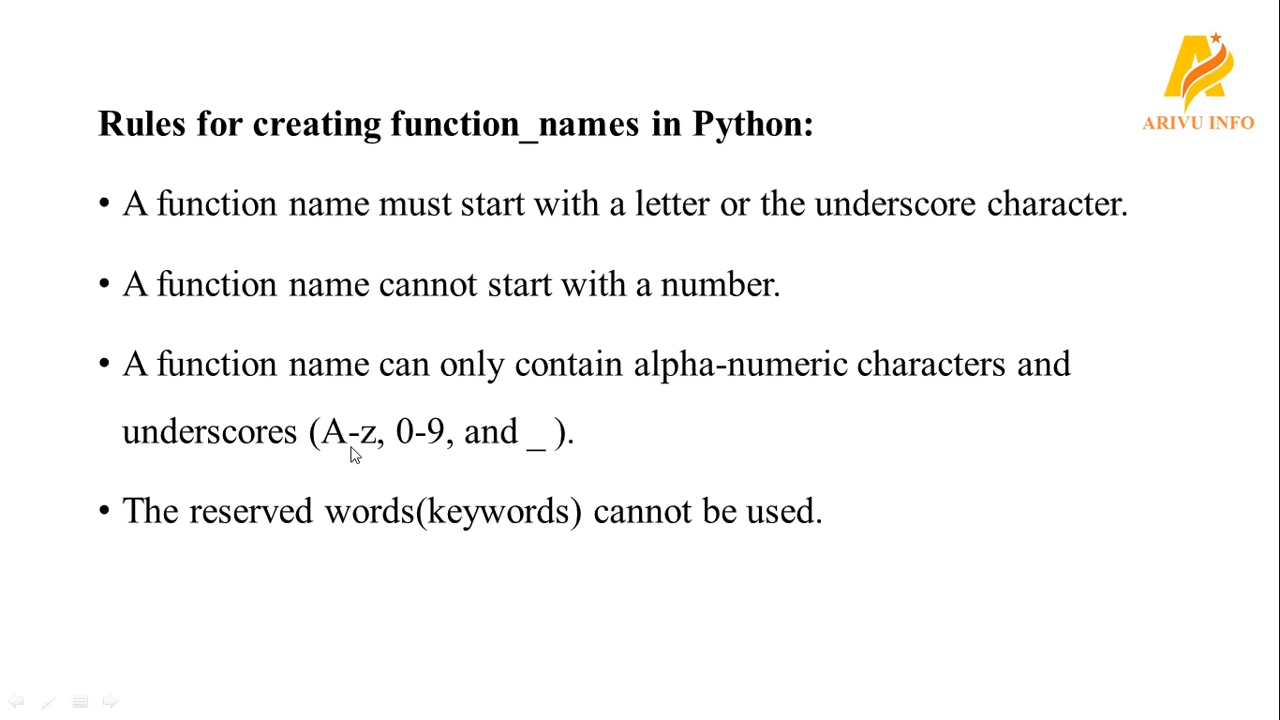 ARIVU INFO
Rules for creating function_names in Python:
• A function name must start with a letter or the underscore character.
• A function name cannot start with a number.
• A function name can only contain alpha-numeric characters and
underscores (A-z, 0-9, and _ ).
• The reserved words(keywords) cannot be used.